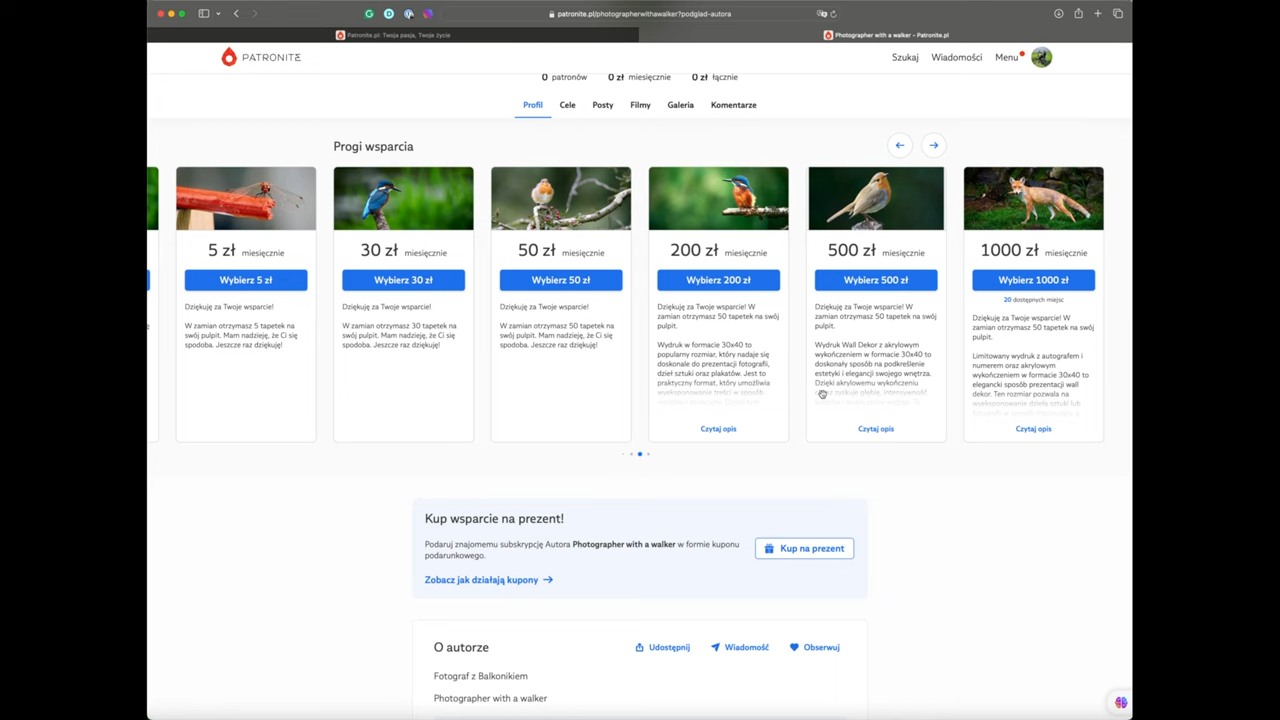 patronite.pl/photographerwithawalker?podglad-autora
Patronite.pl: Twoja pasja, Twoje życie
Photographer with a walker - Patronite.pl
PATRONITE
Szukaj
Wiadomości
Menu
0 patronów
0 zł miesięcznie
0 zł łącznie
Profil
Cele
Posty
Filmy
Galeria
Komentarze
Progi wsparcia
5 zł miesięcznie
Wybierz 5 zł
Dziękuję za Twoje wsparcie!
W zamian otrzymasz 5 tapetek na
swój pulpit. Mam nadzieję, że Ci się
spodoba. Jeszcze raz dziękuję!
30 zł miesięcznie
Wybierz 30 zł
Dziękuję za Twoje wsparcie!
W zamian otrzymasz 30 tapetek na
swój pulpit. Mam nadzieję, że Ci się
spodoba. Jeszcze raz dziękuję!
50 zł miesięcznie
Wybierz 50 zł
Dziękuję za Twoje wsparcie!
W zamian otrzymasz 50 tapetek na
swój pulpit. Mam nadzieję, że Ci się
spodoba. Jeszcze raz dziękuję!
200 zł miesięcznie
Wybierz 200 zł
Dziękuję za Twoje wsparcie! W
zamian otrzymasz 50 tapetek na swój
pulpit.
Wydruk w formacie 30x40 to
popularny rozmiar, który nadaje się
doskonale do prezentacji fotografii,
dzieł sztuki oraz plakatów. Jest to
praktyczny format, który umożliwia
wyeksponowanie treści w sposób
Czytaj opis
500 zł miesięcznie
Wybierz 500 zł
Dziękuję za Twoje wsparcie! W
zamian otrzymasz 50 tapetek na swój
pulpit.
Wydruk Wall Dekor z akrylowym
wykończeniem w formacie 30x40 to
doskonały sposób na podkreślenie
estetyki i elegancji swojego wnętrza.
Dzięki akrylowemu wykończeniu
zyskuje głębię, intensywność
Czytaj opis
1000 zł miesięcznie
Wybierz 1000 zł
20 dostępnych miejsc
Dziękuję za Twoje wsparcie! W
zamian otrzymasz 50 tapetek na swój
pulpit.
Limitowany wydruk z autografem i
numerem oraz akrylowym
wykończeniem w formacie 30x40 to
elegancki sposób prezentacji wall
dekor. Ten rozmiar pozwala na
wyeksponowanie dzieła sztuki lub
Czytaj opis
Kup wsparcie na prezent!
Podaruj znajomemu subskrypcję Autora Photographer with a walker w formie kuponu
podarunkowego.
Kup na prezent
Zobacz jak działają kupony
O autorze
Udostępnij
Wiadomość
Obserwuj
Fotograf z Balkonikiem
Photographer with a walker